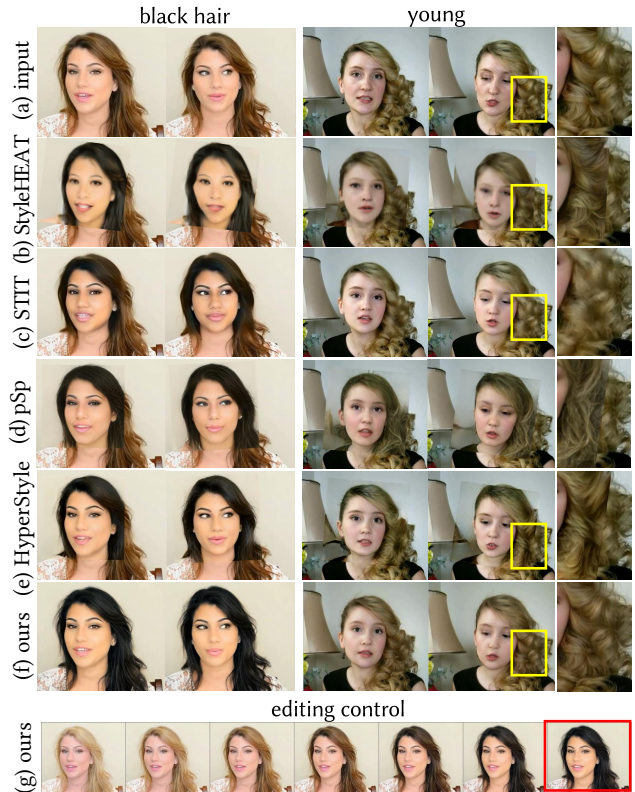 black hair
young
(a) input
(b) StyleHEAT
(c) STIT
(d) pSp
(e) HyperStyle
(f) ours
editing control
(g) ours